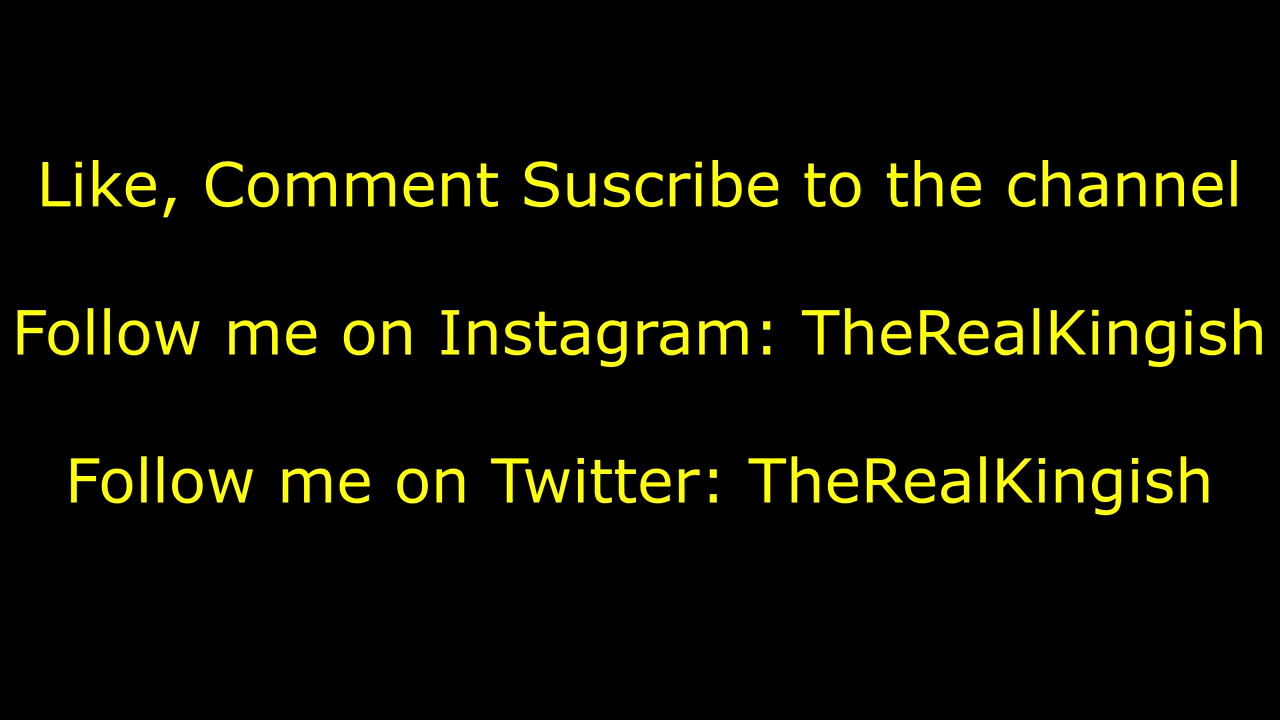 Like, Comment Suscribe to the channel
Follow me on Instagram: TheRealKingish
Follow me on Twitter: TheRealKingish